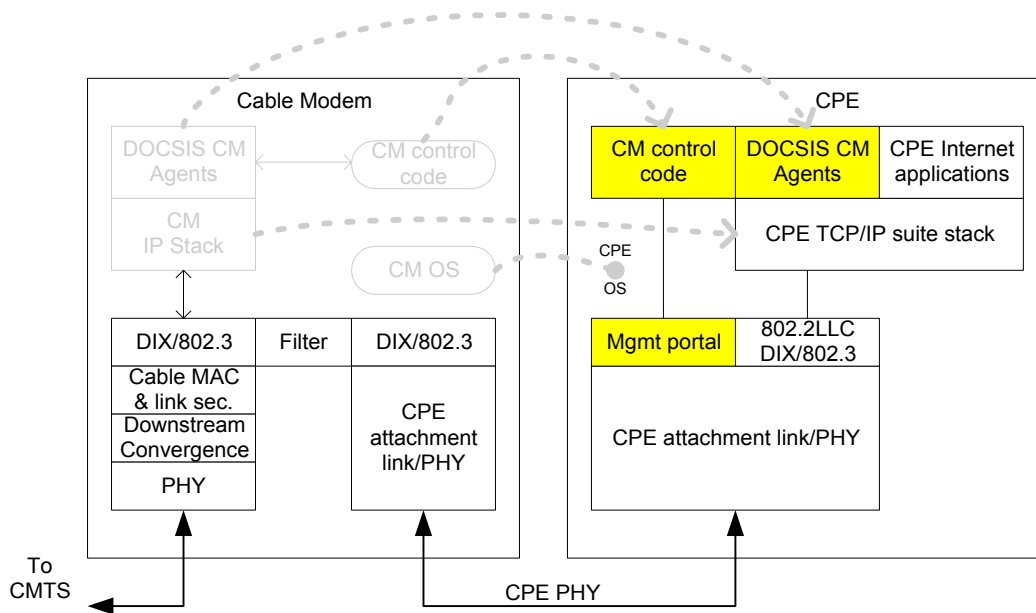 Cable Modem
DOCSIS CM
Agents
CM control
code
CM
IP Stack
CM OS
DIX/802.3
Filter
DIX/802.3
Cable MAC
& link sec.
Downstream
Convergence
PHY
CPE
attachment
link/PHY
CPE
CM control
code
DOCSIS CM
Agents
CPE Internet
applications
CPE TCP/IP suite stack
CPE
OS
Mgmt portal
802.2LLC
DIX/802.3
CPE attachment link/PHY
To
CMTS
CPE PHY